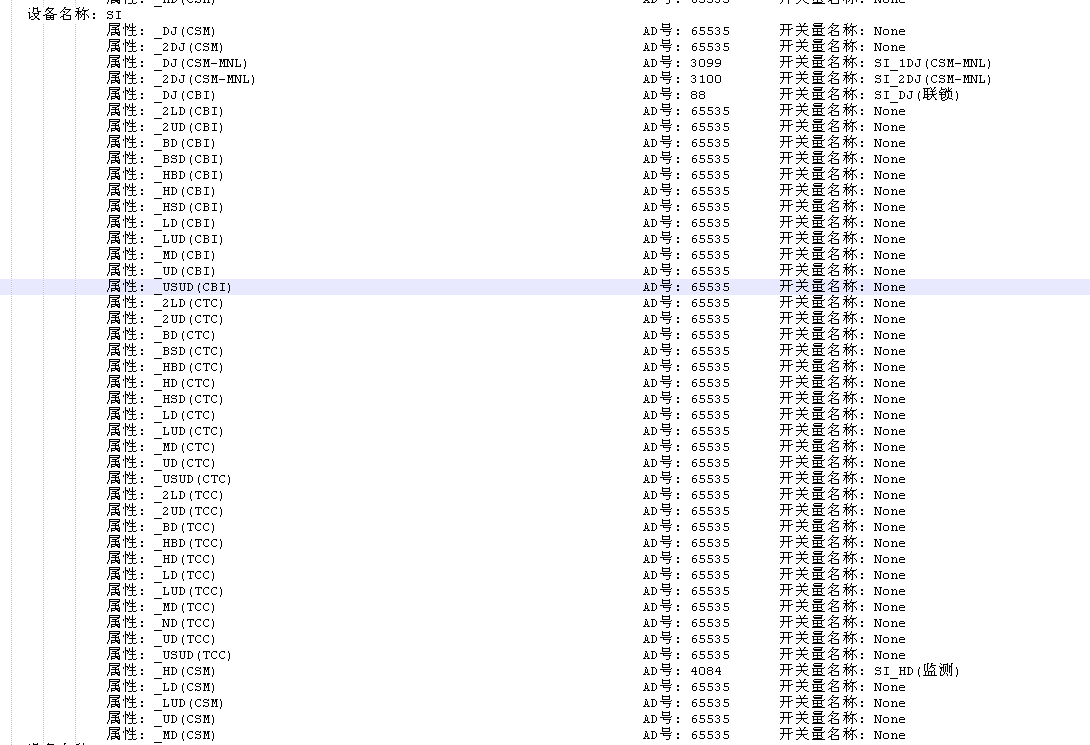 设备名称: SI
属性: _DJ(CSM) AD号: 65535 开关量名称: None
属性: _2DJ(CSM) AD号: 65535 开关量名称: None
属性: _DJ(CSM-MNL) AD号: 3099 开关量名称: SI_1DJ(CSM-MNL)
属性: _2DJ(CSM-MNL) AD号: 3100 开关量名称: SI_2DJ(CSM-MNL)
属性: _DJ(CBI) AD号: 88 开关量名称: SI_DJ(联锁)
属性: _2LD(CBI) AD号: 65535 开关量名称: None
属性: _2UD(CBI) AD号: 65535 开关量名称: None
属性: _BD(CBI) AD号: 65535 开关量名称: None
属性: _BSD(CBI) AD号: 65535 开关量名称: None
属性: _HBD(CBI) AD号: 65535 开关量名称: None
属性: _HD(CBI) AD号: 65535 开关量名称: None
属性: _HSD(CBI) AD号: 65535 开关量名称: None
属性: _LD(CBI) AD号: 65535 开关量名称: None
属性: _LUD(CBI) AD号: 65535 开关量名称: None
属性: _MD(CBI) AD号: 65535 开关量名称: None
属性: _UD(CBI) AD号: 65535 开关量名称: None
属性: _USUD(CBI) AD号: 65535 开关量名称: None
属性: _2LD(CTC) AD号: 65535 开关量名称: None
属性: _2UD(CTC) AD号: 65535 开关量名称: None
属性: _BD(CTC) AD号: 65535 开关量名称: None
属性: _BSD(CTC) AD号: 65535 开关量名称: None
属性: _HBD(CTC) AD号: 65535 开关量名称: None
属性: _HD(CTC) AD号: 65535 开关量名称: None
属性: _HSD(CTC) AD号: 65535 开关量名称: None
属性: _LD(CTC) AD号: 65535 开关量名称: None
属性: _LUD(CTC) AD号: 65535 开关量名称: None
属性: _MD(CTC) AD号: 65535 开关量名称: None
属性: _UD(CTC) AD号: 65535 开关量名称: None
属性: _USUD(CTC) AD号: 65535 开关量名称: None
属性: _2LD(TCC) AD号: 65535 开关量名称: None
属性: _2UD(TCC) AD号: 65535 开关量名称: None
属性: _BD(TCC) AD号: 65535 开关量名称: None
属性: _HBD(TCC) AD号: 65535 开关量名称: None
属性: _HD(TCC) AD号: 65535 开关量名称: None
属性: _LD(TCC) AD号: 65535 开关量名称: None
属性: _LUD(TCC) AD号: 65535 开关量名称: None
属性: _MD(TCC) AD号: 65535 开关量名称: None
属性: _ND(TCC) AD号: 65535 开关量名称: None
属性: _UD(TCC) AD号: 65535 开关量名称: None
属性: _USUD(TCC) AD号: 65535 开关量名称: None
属性: _HD(CSM) AD号: 4084 开关量名称: SI_HD(监测)
属性: _LD(CSM) AD号: 65535 开关量名称: None
属性: _LUD(CSM) AD号: 65535 开关量名称: None
属性: _UD(CSM) AD号: 65535 开关量名称: None
属性: _MD(CSM) AD号: 65535 开关量名称: None